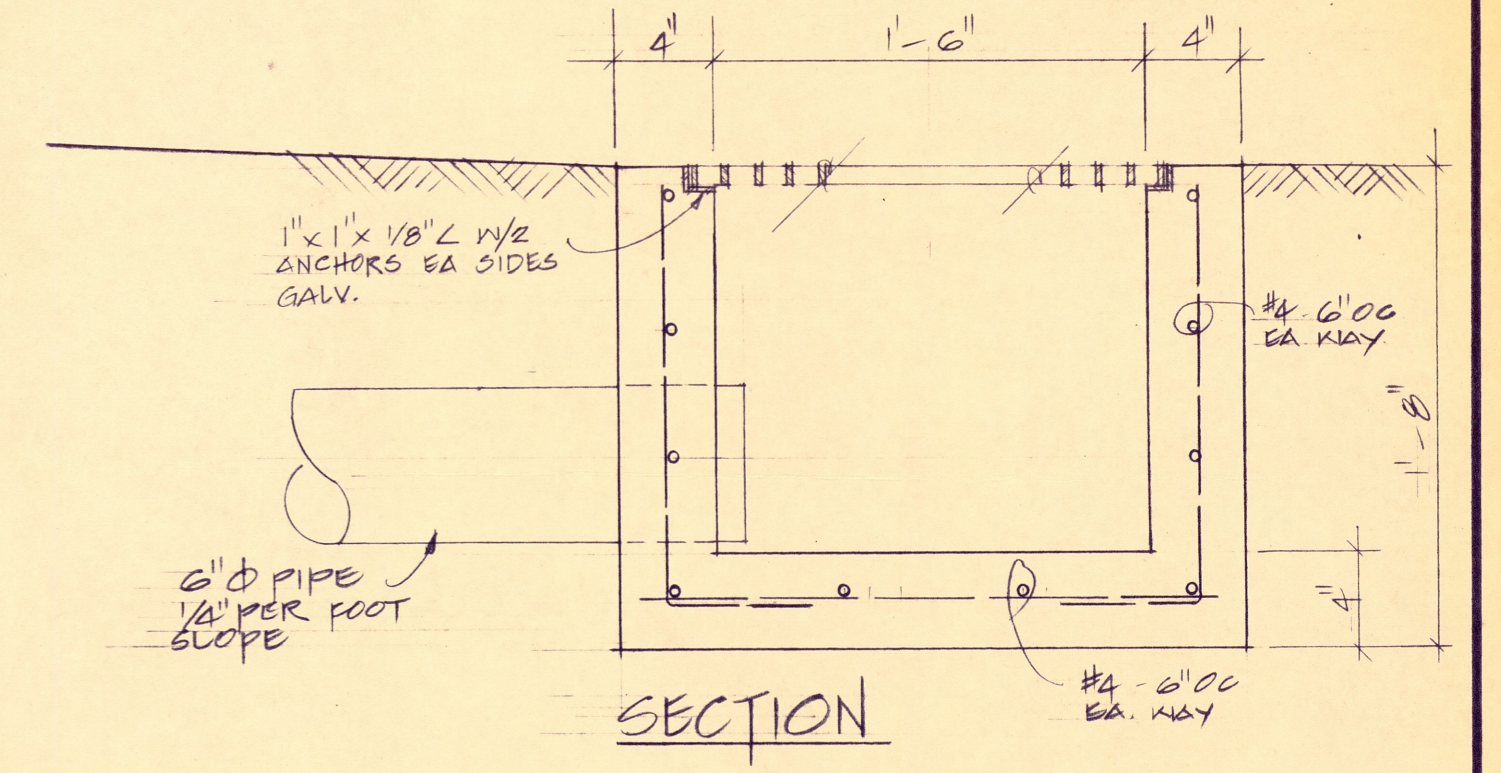 4"
1'-6"
4"
1"x1"x1/8"∠ W/2
ANCHORS EA SIDES
GALV.
#4-6"OC
EA WAY
1'-8"
6"Φ PIPE
1/4" PER FOOT
SLOPE
4"
#4-6"OC
EA. WAY
SECTION